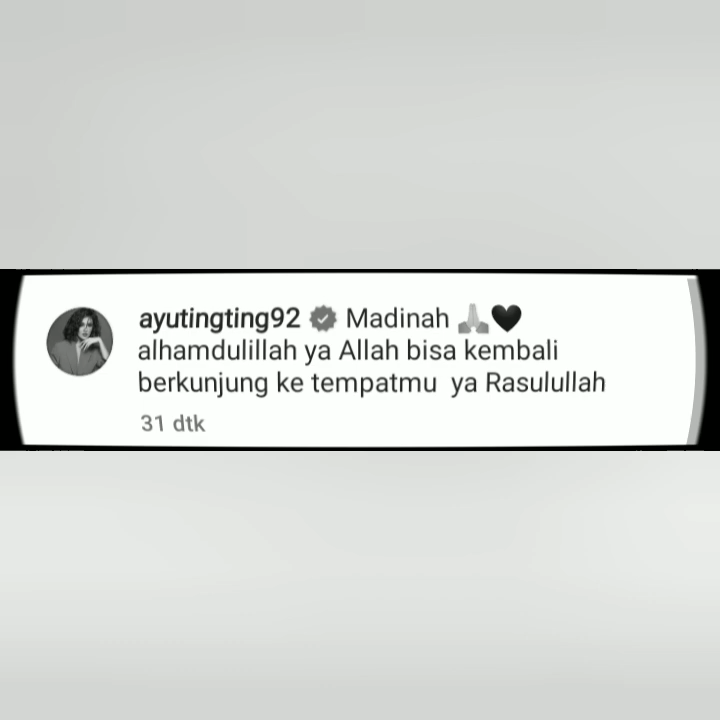 ayutingting92 Madinah 🙏🖤
alhamdulillah ya Allah bisa kembali
berkunjung ke tempatmu ya Rasulullah
31 dtk